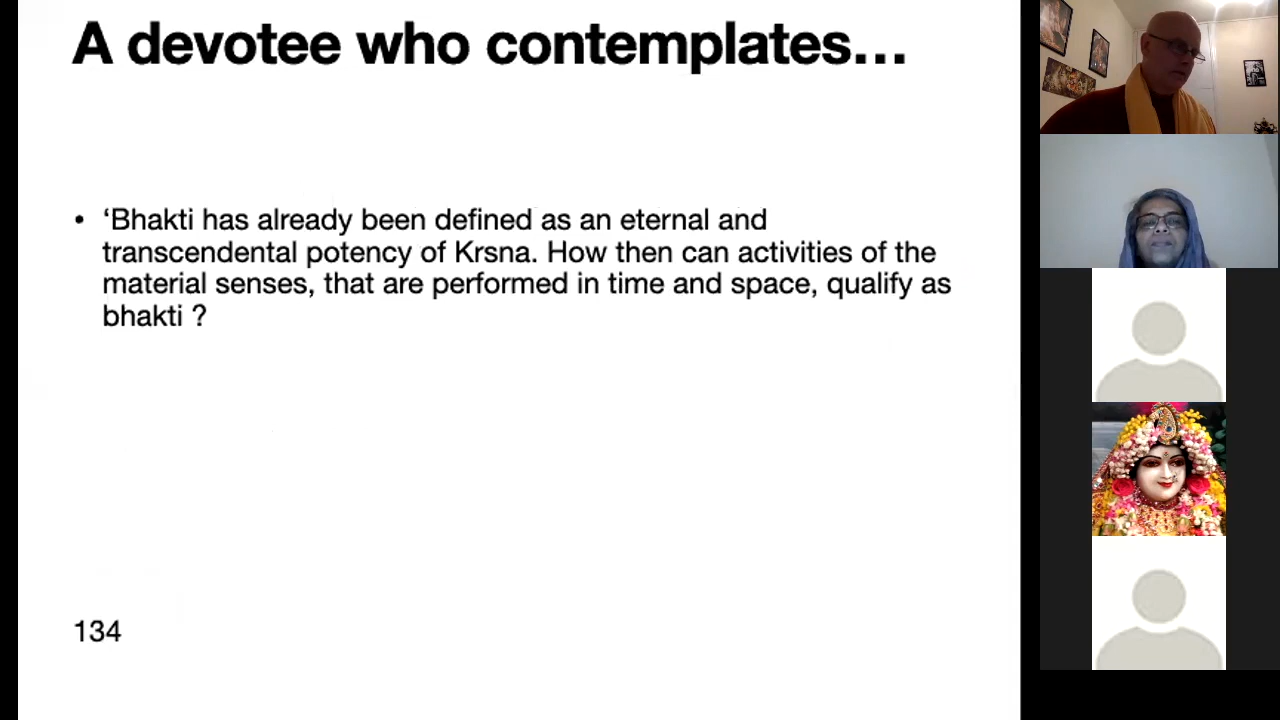 A devotee who contemplates…
• ‘Bhakti has already been defined as an eternal and
transcendental potency of Krsna. How then can activities of the
material senses, that are performed in time and space, qualify as
bhakti ?
134